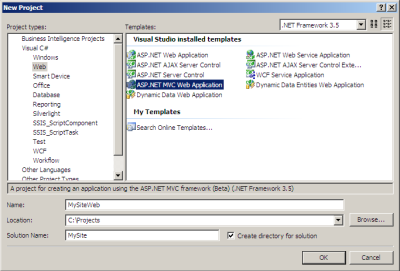 New Project
Project types:
Templates:
.NET Framework 3.5
Business Intelligence Projects
Visual C#
Windows
Web
Smart Device
Office
Database
Reporting
Silverlight
SSIS_ScriptComponent
SSIS_ScriptTask
Test
WCF
Workflow
Other Languages
Other Project Types
Visual Studio installed templates
ASP.NET Web Application
ASP.NET Web Service Application
ASP.NET AJAX Server Control
ASP.NET AJAX Server Control Exte...
ASP.NET Server Control
WCF Service Application
ASP.NET MVC Web Application
Dynamic Data Entities Web Application
Dynamic Data Web Application
My Templates
Search Online Templates...
A project for creating an application using the ASP.NET MVC framework (Beta) (.NET Framework 3.5)
Name:
MySiteWeb
Location:
C:\Projects
Browse...
Solution Name:
MySite
Create directory for solution
OK
Cancel